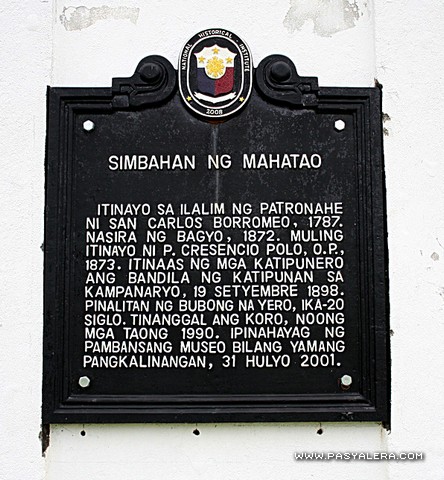 NATIONAL HISTORICAL INSTITUTE
2008
SIMBAHAN NG MAHATAO
ITINAYO SA ILALIM NG PATRONAHE
NI SAN CARLOS BORROMEO, 1787.
NASIRA NG BAGYO, 1872. MULING
ITINAYO NI P. CRESENCIO POLO, O.P.,
1873. ITINAAS NG MGA KATIPUNERO
ANG BANDILA NG KATIPUNAN SA
KAMPANARYO, 19 SETYEMBRE 1898.
PINALITAN NG BUBONG NA YERO, IKA-20
SIGLO. TINANGGAL ANG KORO, NOONG
MGA TAONG 1990. IPINAHAYAG NG
PAMBANSANG MUSEO BILANG YAMANG
PANGKALINANGAN, 31 HULYO 2001.
WWW.PASYALERA.COM